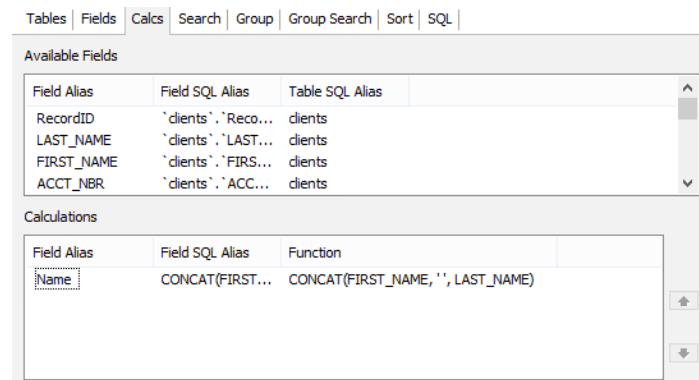 Tables Fields Calcs Search Group Group Search Sort SQL
Available Fields
Field Alias Field SQL Alias Table SQL Alias
RecordID `clients`.`Reco... clients
LAST_NAME `clients`.`LAST... clients
FIRST_NAME `clients`.`FIRS... clients
ACCT_NBR `clients`.`ACC... clients
Calculations
Field Alias Field SQL Alias Function
Name CONCAT(FIRST... CONCAT(FIRST_NAME, ' ', LAST_NAME)